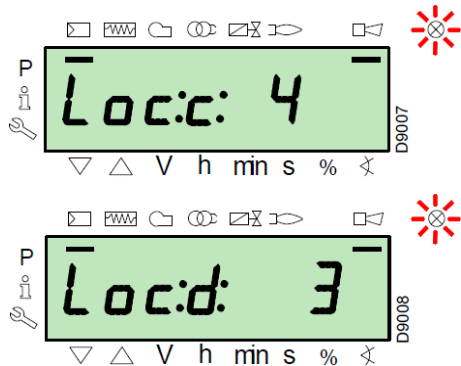 P
i
Loc:c: 4
D9007
V h min s %
P
i
Loc:d: 3
D9008
V h min s %